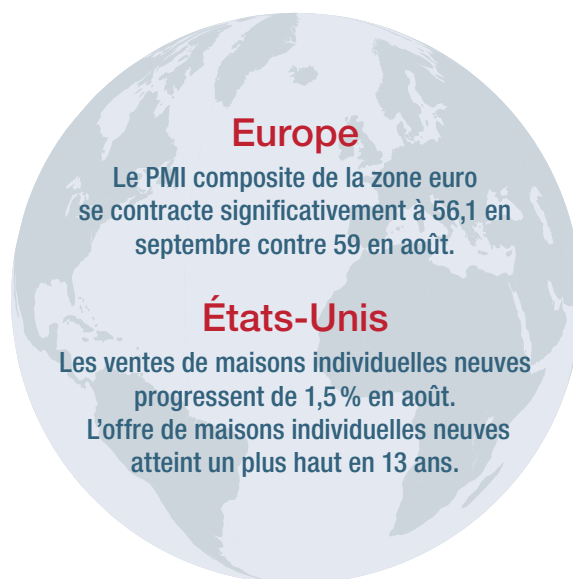 Europe
Le PMI composite de la zone euro
se contracte significativement à 56,1 en
septembre contre 59 en août.
États-Unis
Les ventes de maisons individuelles neuves
progressent de 1,5 % en août.
L’offre de maisons individuelles neuves
atteint un plus haut en 13 ans.